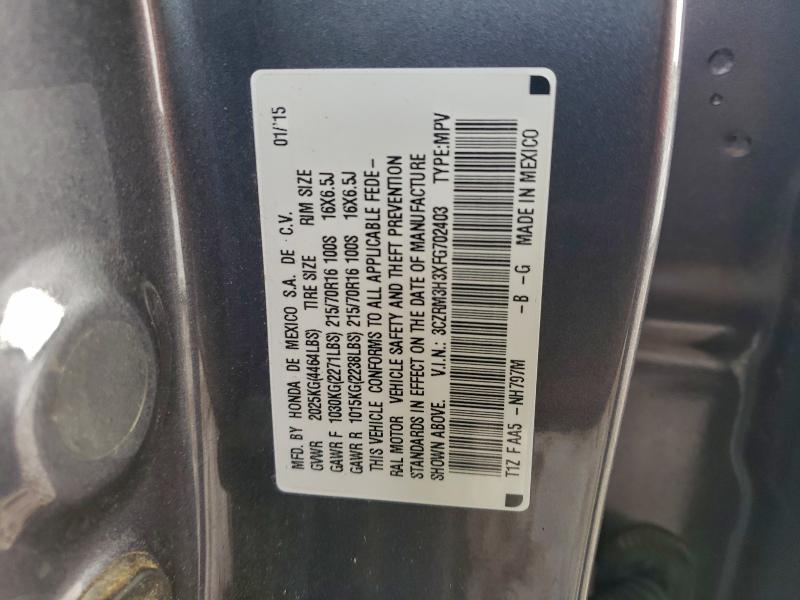 MFD. BY HONDA DE MEXICO S.A. DE C.V. 01/'15
GVWR 2025KG(4464LBS) TIRE SIZE RIM SIZE
GAWR F 1030KG(2271LBS) 215/70R16 100S 16X6.5J
GAWR R 1015KG(2238LBS) 215/70R16 100S 16X6.5J
THIS VEHICLE CONFORMS TO ALL APPLICABLE FEDE-
RAL MOTOR VEHICLE SAFETY AND THEFT PREVENTION
STANDARDS IN EFFECT ON THE DATE OF MANUFACTURE
SHOWN ABOVE. V.I.N.: 3CZRM3H3XFG702403 TYPE:MPV
T1Z F AA5 -NH797M -B -G MADE IN MEXICO